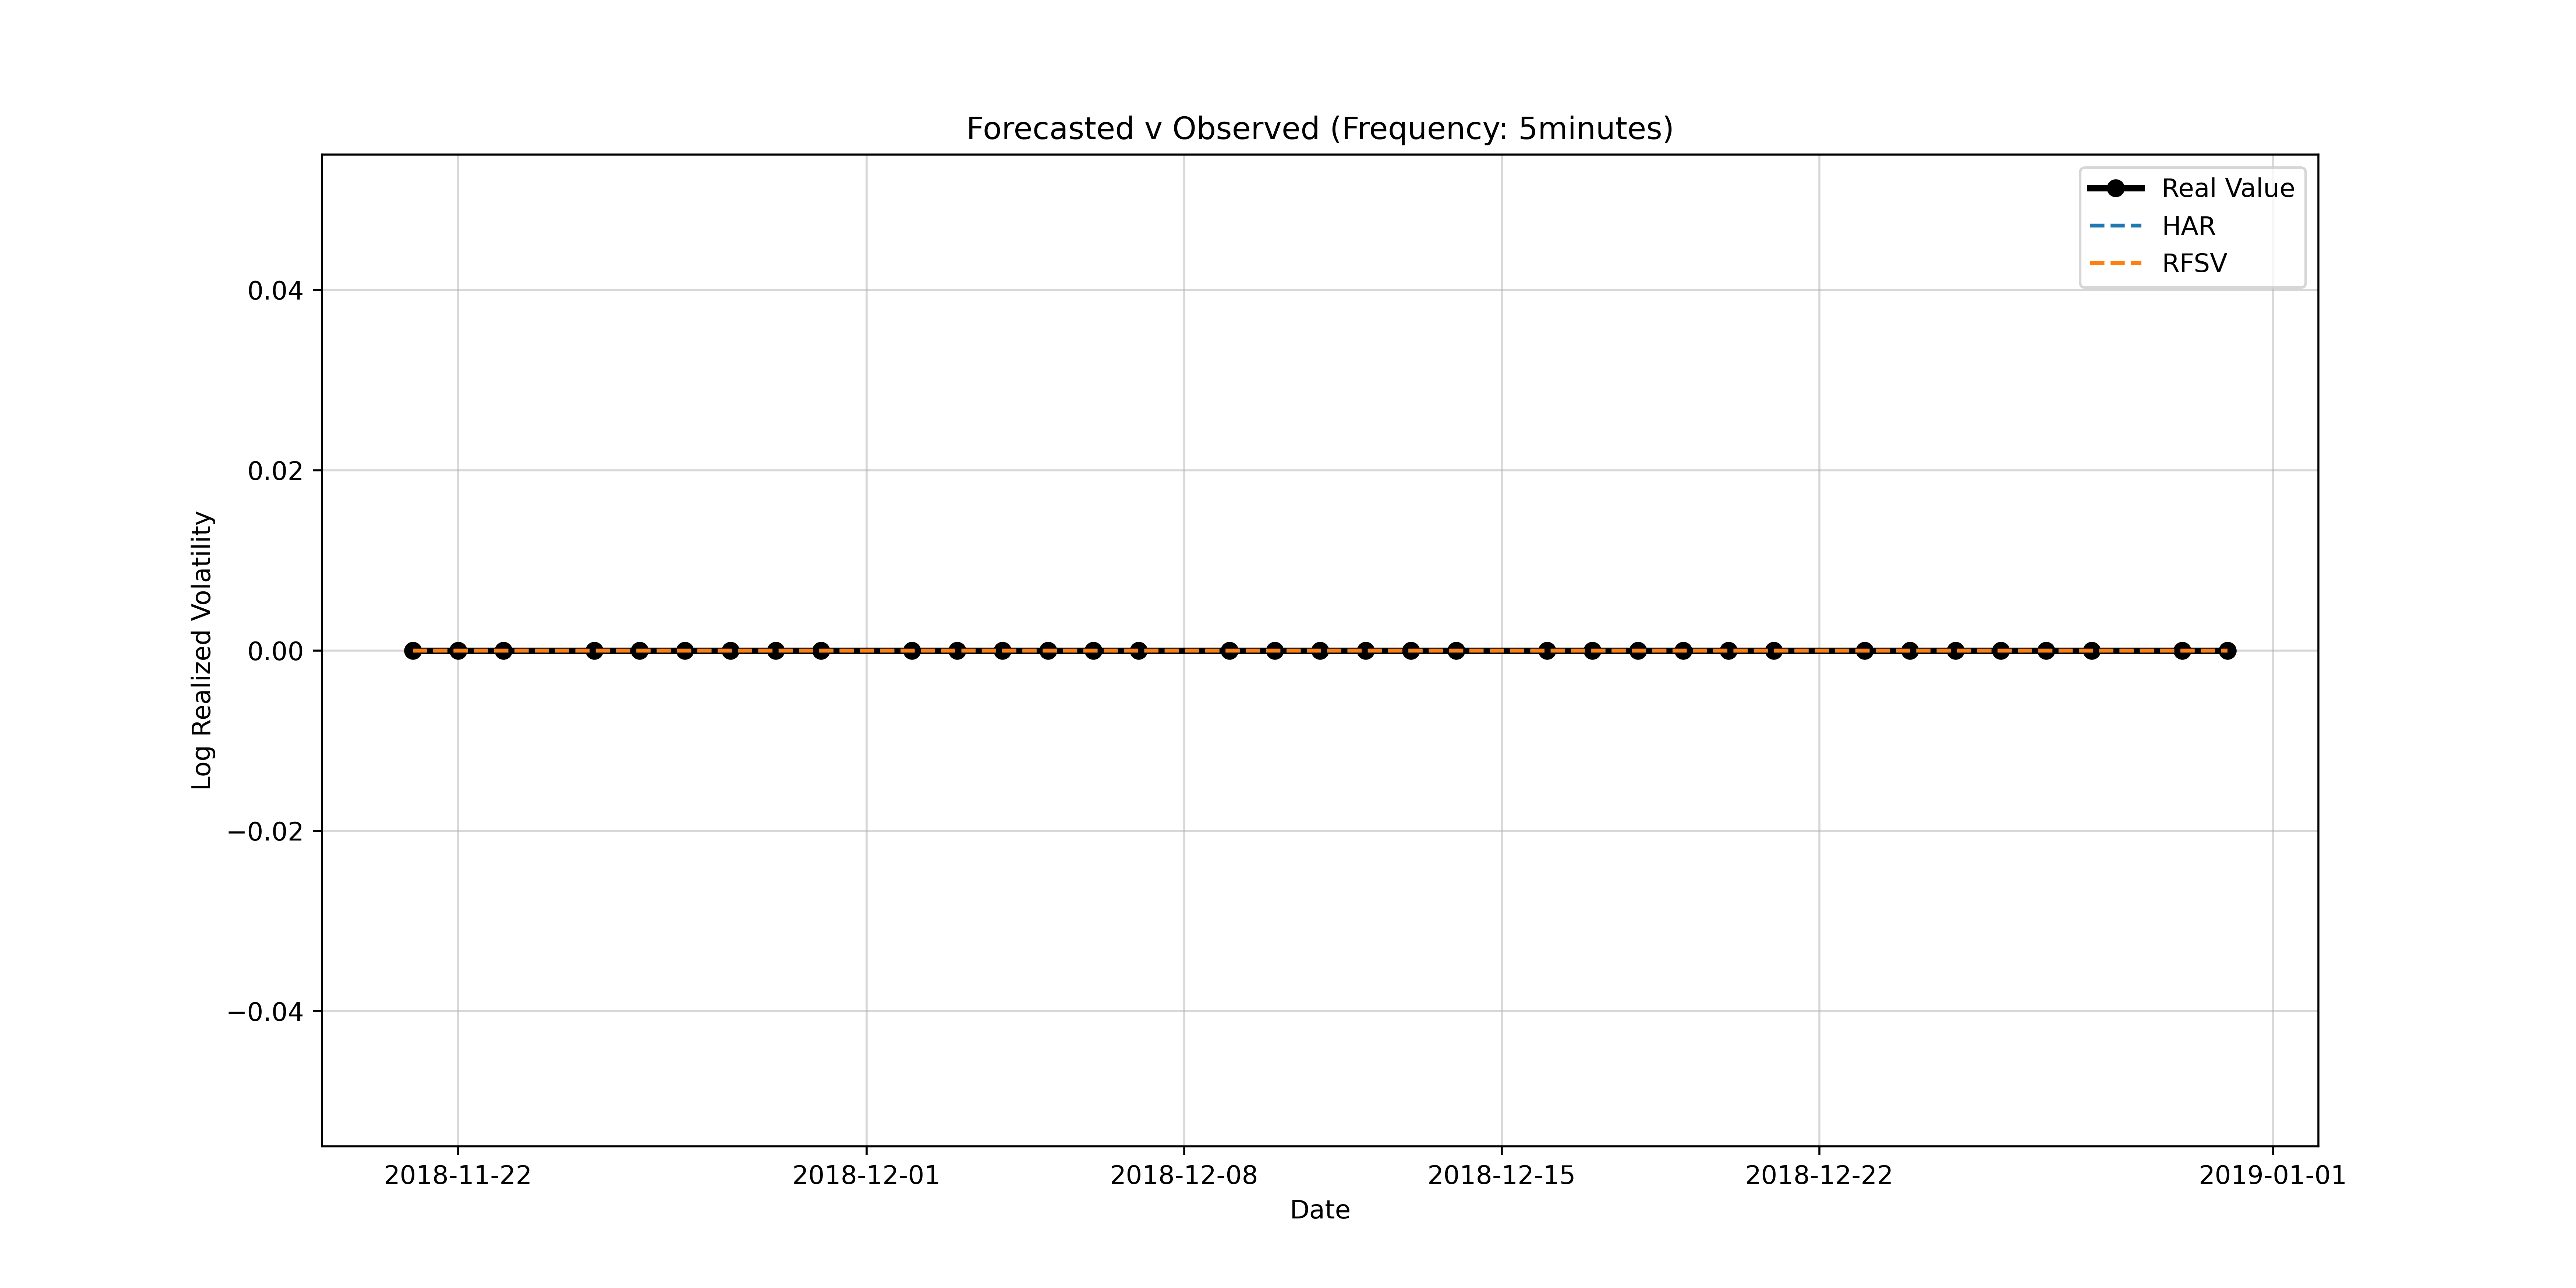 Forecasted v Observed (Frequency: 5minutes)
Real Value
HAR
RFSV
0.04
0.02
0.00
−0.02
−0.04
Log Realized Volatility
2018-11-22 2018-12-01 2018-12-08 2018-12-15 2018-12-22 2019-01-01
Date